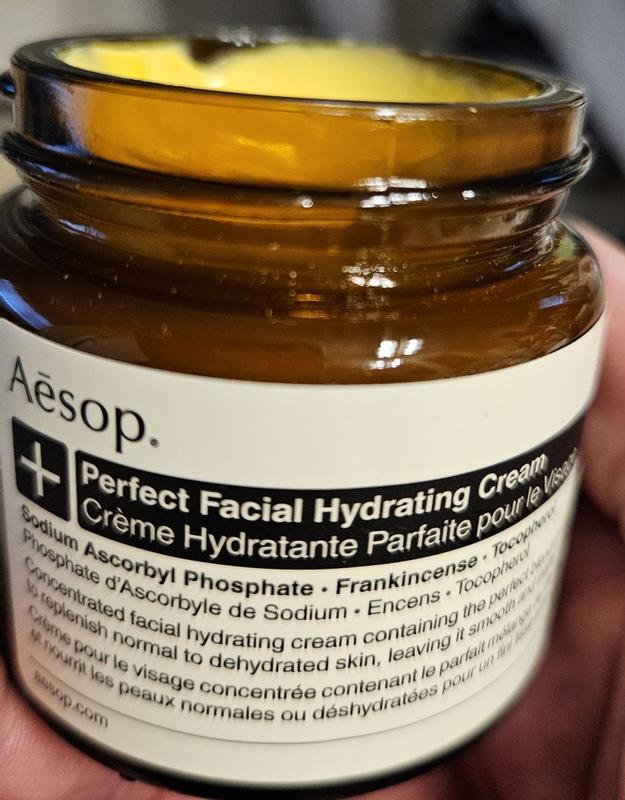 Aēsop®
Perfect Facial Hydrating Cream
Crème Hydratante Parfaite pour le Visage
Sodium Ascorbyl Phosphate • Frankincense • Tocopherol
Phosphate d'Ascorbyle de Sodium • Encens • Tocopherol
Concentrated facial hydrating cream containing the perfect
to replenish normal to dehydrated skin, leaving it smooth and
Crème pour le visage concentrée contenant le parfait mélange
et nourrit les peaux normales ou déshydratées pour un fini
aesop.com